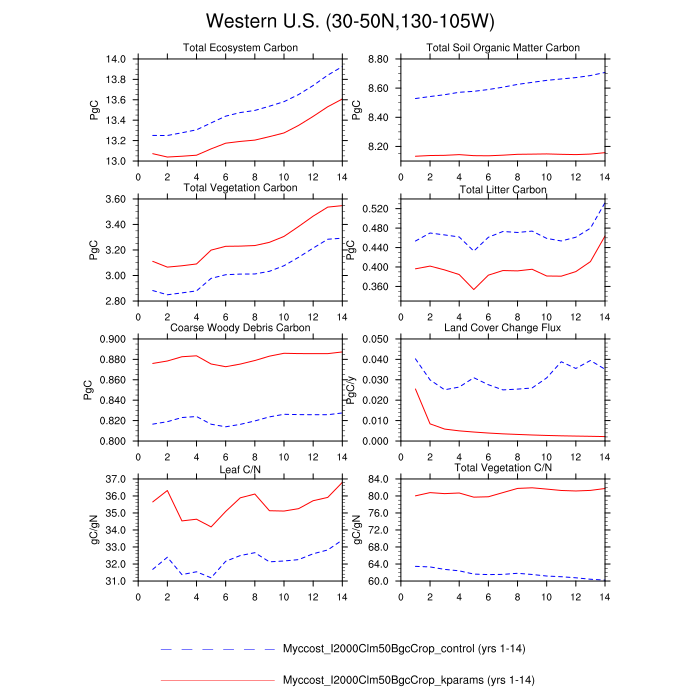 Western U.S. (30-50N,130-105W)
Total Ecosystem Carbon
PgC
14.0
13.8
13.6
13.4
13.2
13.0
0 2 4 6 8 10 12 14
Total Soil Organic Matter Carbon
PgC
8.80
8.60
8.40
8.20
0 2 4 6 8 10 12 14
Total Vegetation Carbon
PgC
3.60
3.40
3.20
3.00
2.80
0 2 4 6 8 10 12 14
Total Litter Carbon
PgC
0.520
0.480
0.440
0.400
0.360
0 2 4 6 8 10 12 14
Coarse Woody Debris Carbon
PgC
0.900
0.880
0.860
0.840
0.820
0.800
0 2 4 6 8 10 12 14
Land Cover Change Flux
PgC/y
0.050
0.040
0.030
0.020
0.010
0.000
0 2 4 6 8 10 12 14
Leaf C/N
gC/gN
37.0
36.0
35.0
34.0
33.0
32.0
31.0
0 2 4 6 8 10 12 14
Total Vegetation C/N
gC/gN
84.0
80.0
76.0
72.0
68.0
64.0
60.0
0 2 4 6 8 10 12 14
Myccost_I2000Clm50BgcCrop_control (yrs 1-14)
Myccost_I2000Clm50BgcCrop_kparams (yrs 1-14)